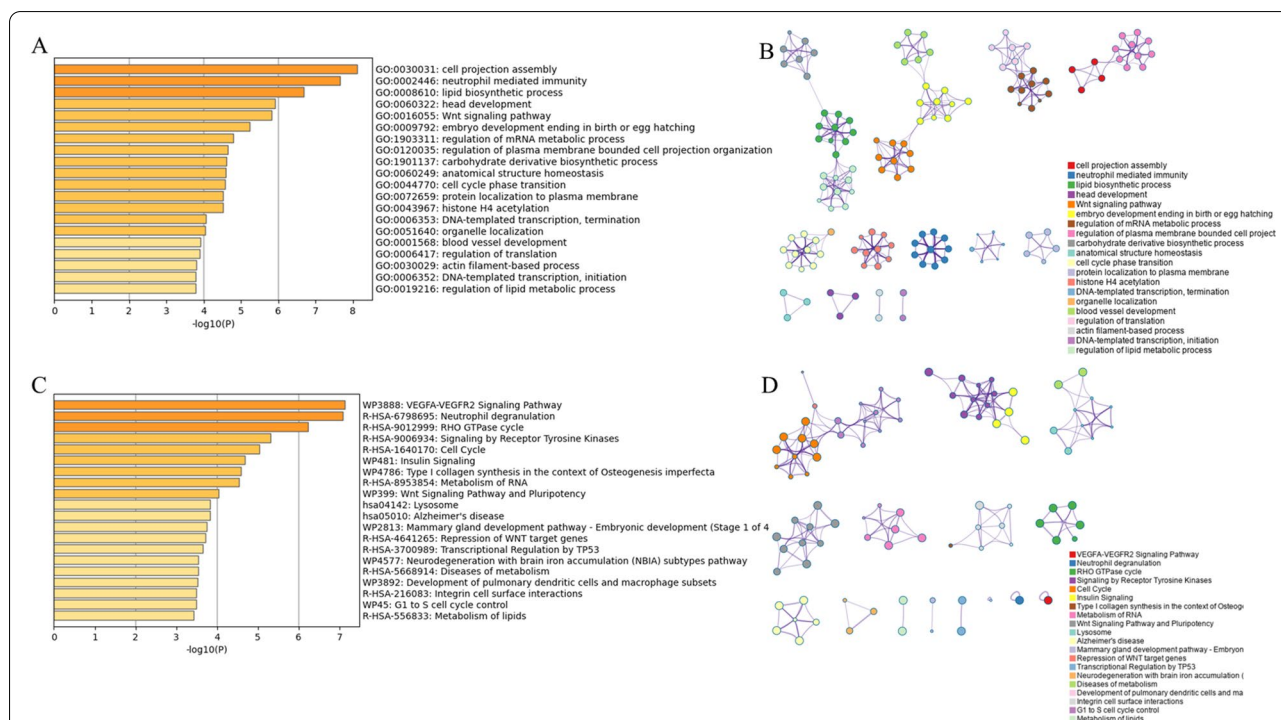 A
GO:0030031: cell projection assembly
GO:0002446: neutrophil mediated immunity
GO:0008610: lipid biosynthetic process
GO:0060322: head development
GO:0016055: Wnt signaling pathway
GO:0009792: embryo development ending in birth or egg hatching
GO:1903311: regulation of mRNA metabolic process
GO:0120035: regulation of plasma membrane bounded cell projection organization
GO:1901137: carbohydrate derivative biosynthetic process
GO:0060249: anatomical structure homeostasis
GO:0044770: cell cycle phase transition
GO:0072659: protein localization to plasma membrane
GO:0043967: histone H4 acetylation
GO:0006353: DNA-templated transcription, termination
GO:0051640: organelle localization
GO:0001568: blood vessel development
GO:0006417: regulation of translation
GO:0030029: actin filament-based process
GO:0006352: DNA-templated transcription, initiation
GO:0019216: regulation of lipid metabolic process
0 1 2 3 4 5 6 7 8
-log10(P)
B
cell projection assembly
neutrophil mediated immunity
lipid biosynthetic process
head development
Wnt signaling pathway
embryo development ending in birth or egg hatching
regulation of mRNA metabolic process
regulation of plasma membrane bounded cell project
carbohydrate derivative biosynthetic process
anatomical structure homeostasis
cell cycle phase transition
protein localization to plasma membrane
histone H4 acetylation
DNA-templated transcription, termination
organelle localization
blood vessel development
regulation of translation
actin filament-based process
DNA-templated transcription, initiation
regulation of lipid metabolic process
C
WP3888: VEGFA-VEGFR2 Signaling Pathway
R-HSA-6798695: Neutrophil degranulation
R-HSA-9012999: RHO GTPase cycle
R-HSA-9006934: Signaling by Receptor Tyrosine Kinases
R-HSA-1640170: Cell Cycle
WP481: Insulin Signaling
WP4786: Type I collagen synthesis in the context of Osteogenesis imperfecta
R-HSA-8953854: Metabolism of RNA
WP399: Wnt Signaling Pathway and Pluripotency
hsa04142: Lysosome
hsa05010: Alzheimer's disease
WP2813: Mammary gland development pathway - Embryonic development (Stage 1 of 4
R-HSA-4641265: Repression of WNT target genes
R-HSA-3700989: Transcriptional Regulation by TP53
WP4577: Neurodegeneration with brain iron accumulation (NBIA) subtypes pathway
R-HSA-5668914: Diseases of metabolism
WP3892: Development of pulmonary dendritic cells and macrophage subsets
R-HSA-216083: Integrin cell surface interactions
WP45: G1 to S cell cycle control
R-HSA-556833: Metabolism of lipids
0 1 2 3 4 5 6 7
-log10(P)
D
VEGFA-VEGFR2 Signaling Pathway
Neutrophil degranulation
RHO GTPase cycle
Signaling by Receptor Tyrosine Kinases
Cell Cycle
Insulin Signaling
Type I collagen synthesis in the context of Osteoge
Metabolism of RNA
Wnt Signaling Pathway and Pluripotency
Lysosome
Alzheimer's disease
Mammary gland development pathway - Embryon
Repression of WNT target genes
Transcriptional Regulation by TP53
Neurodegeneration with brain iron accumulation (
Diseases of metabolism
Development of pulmonary dendritic cells and ma
Integrin cell surface interactions
G1 to S cell cycle control
Metabolism of lipids